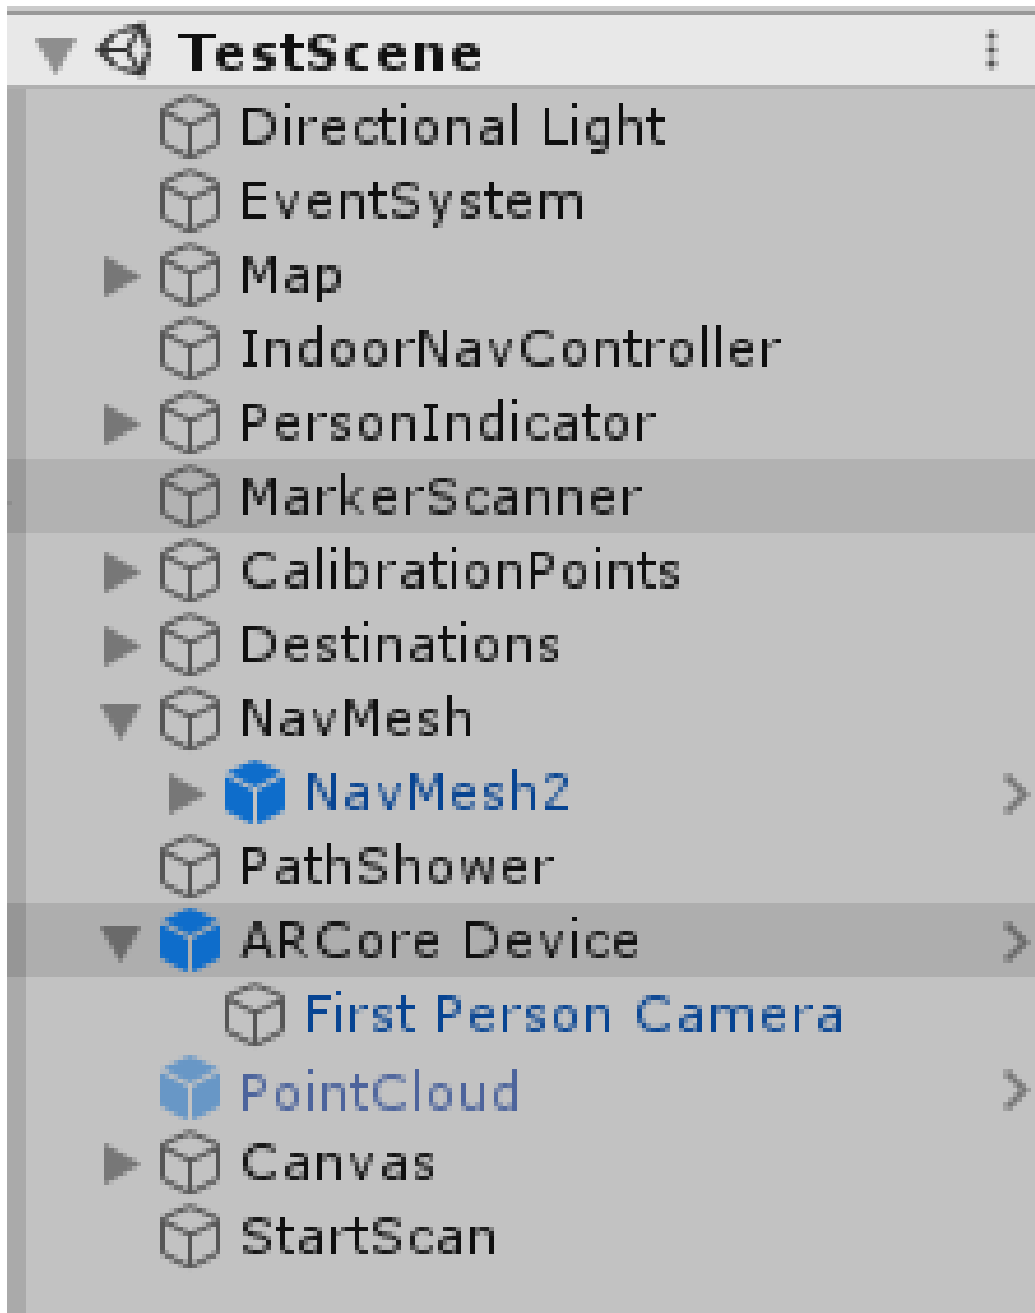 TestScene
Directional Light
EventSystem
Map
IndoorNavController
PersonIndicator
MarkerScanner
CalibrationPoints
Destinations
NavMesh
NavMesh2
PathShower
ARCore Device
First Person Camera
PointCloud
Canvas
StartScan